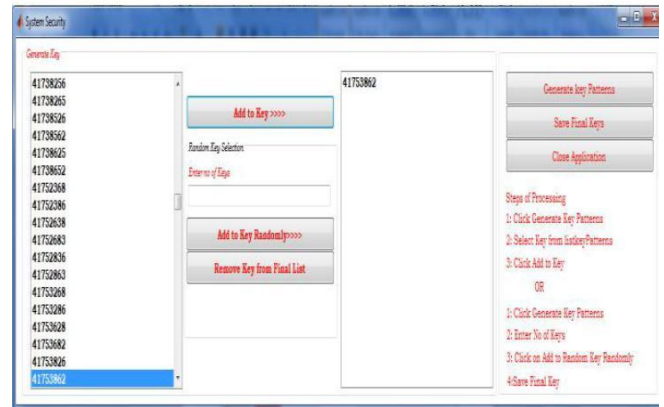 System Security
Generate Key
41738256
41738265
41738526
41738562
41738625
41738652
41752368
41752386
41752638
41752683
41752836
41752863
41753268
41753286
41753628
41753682
41753826
41753862
Add to Key >>>>
Random Key Selection
Enter no of Keys
Add to Key Randomly>>>>
Remove Key from Final List
41753862
Generate key Patterns
Save Final Keys
Close Application
Steps of Processing
1: Click Generate Key Patterns
2: Select Key from listkeyPatterns
3: Click Add to Key
OR
1: Click Generate Key Patterns
2: Enter No of Keys
3: Click on Add to Random Key Randomly
4:Save Final Key